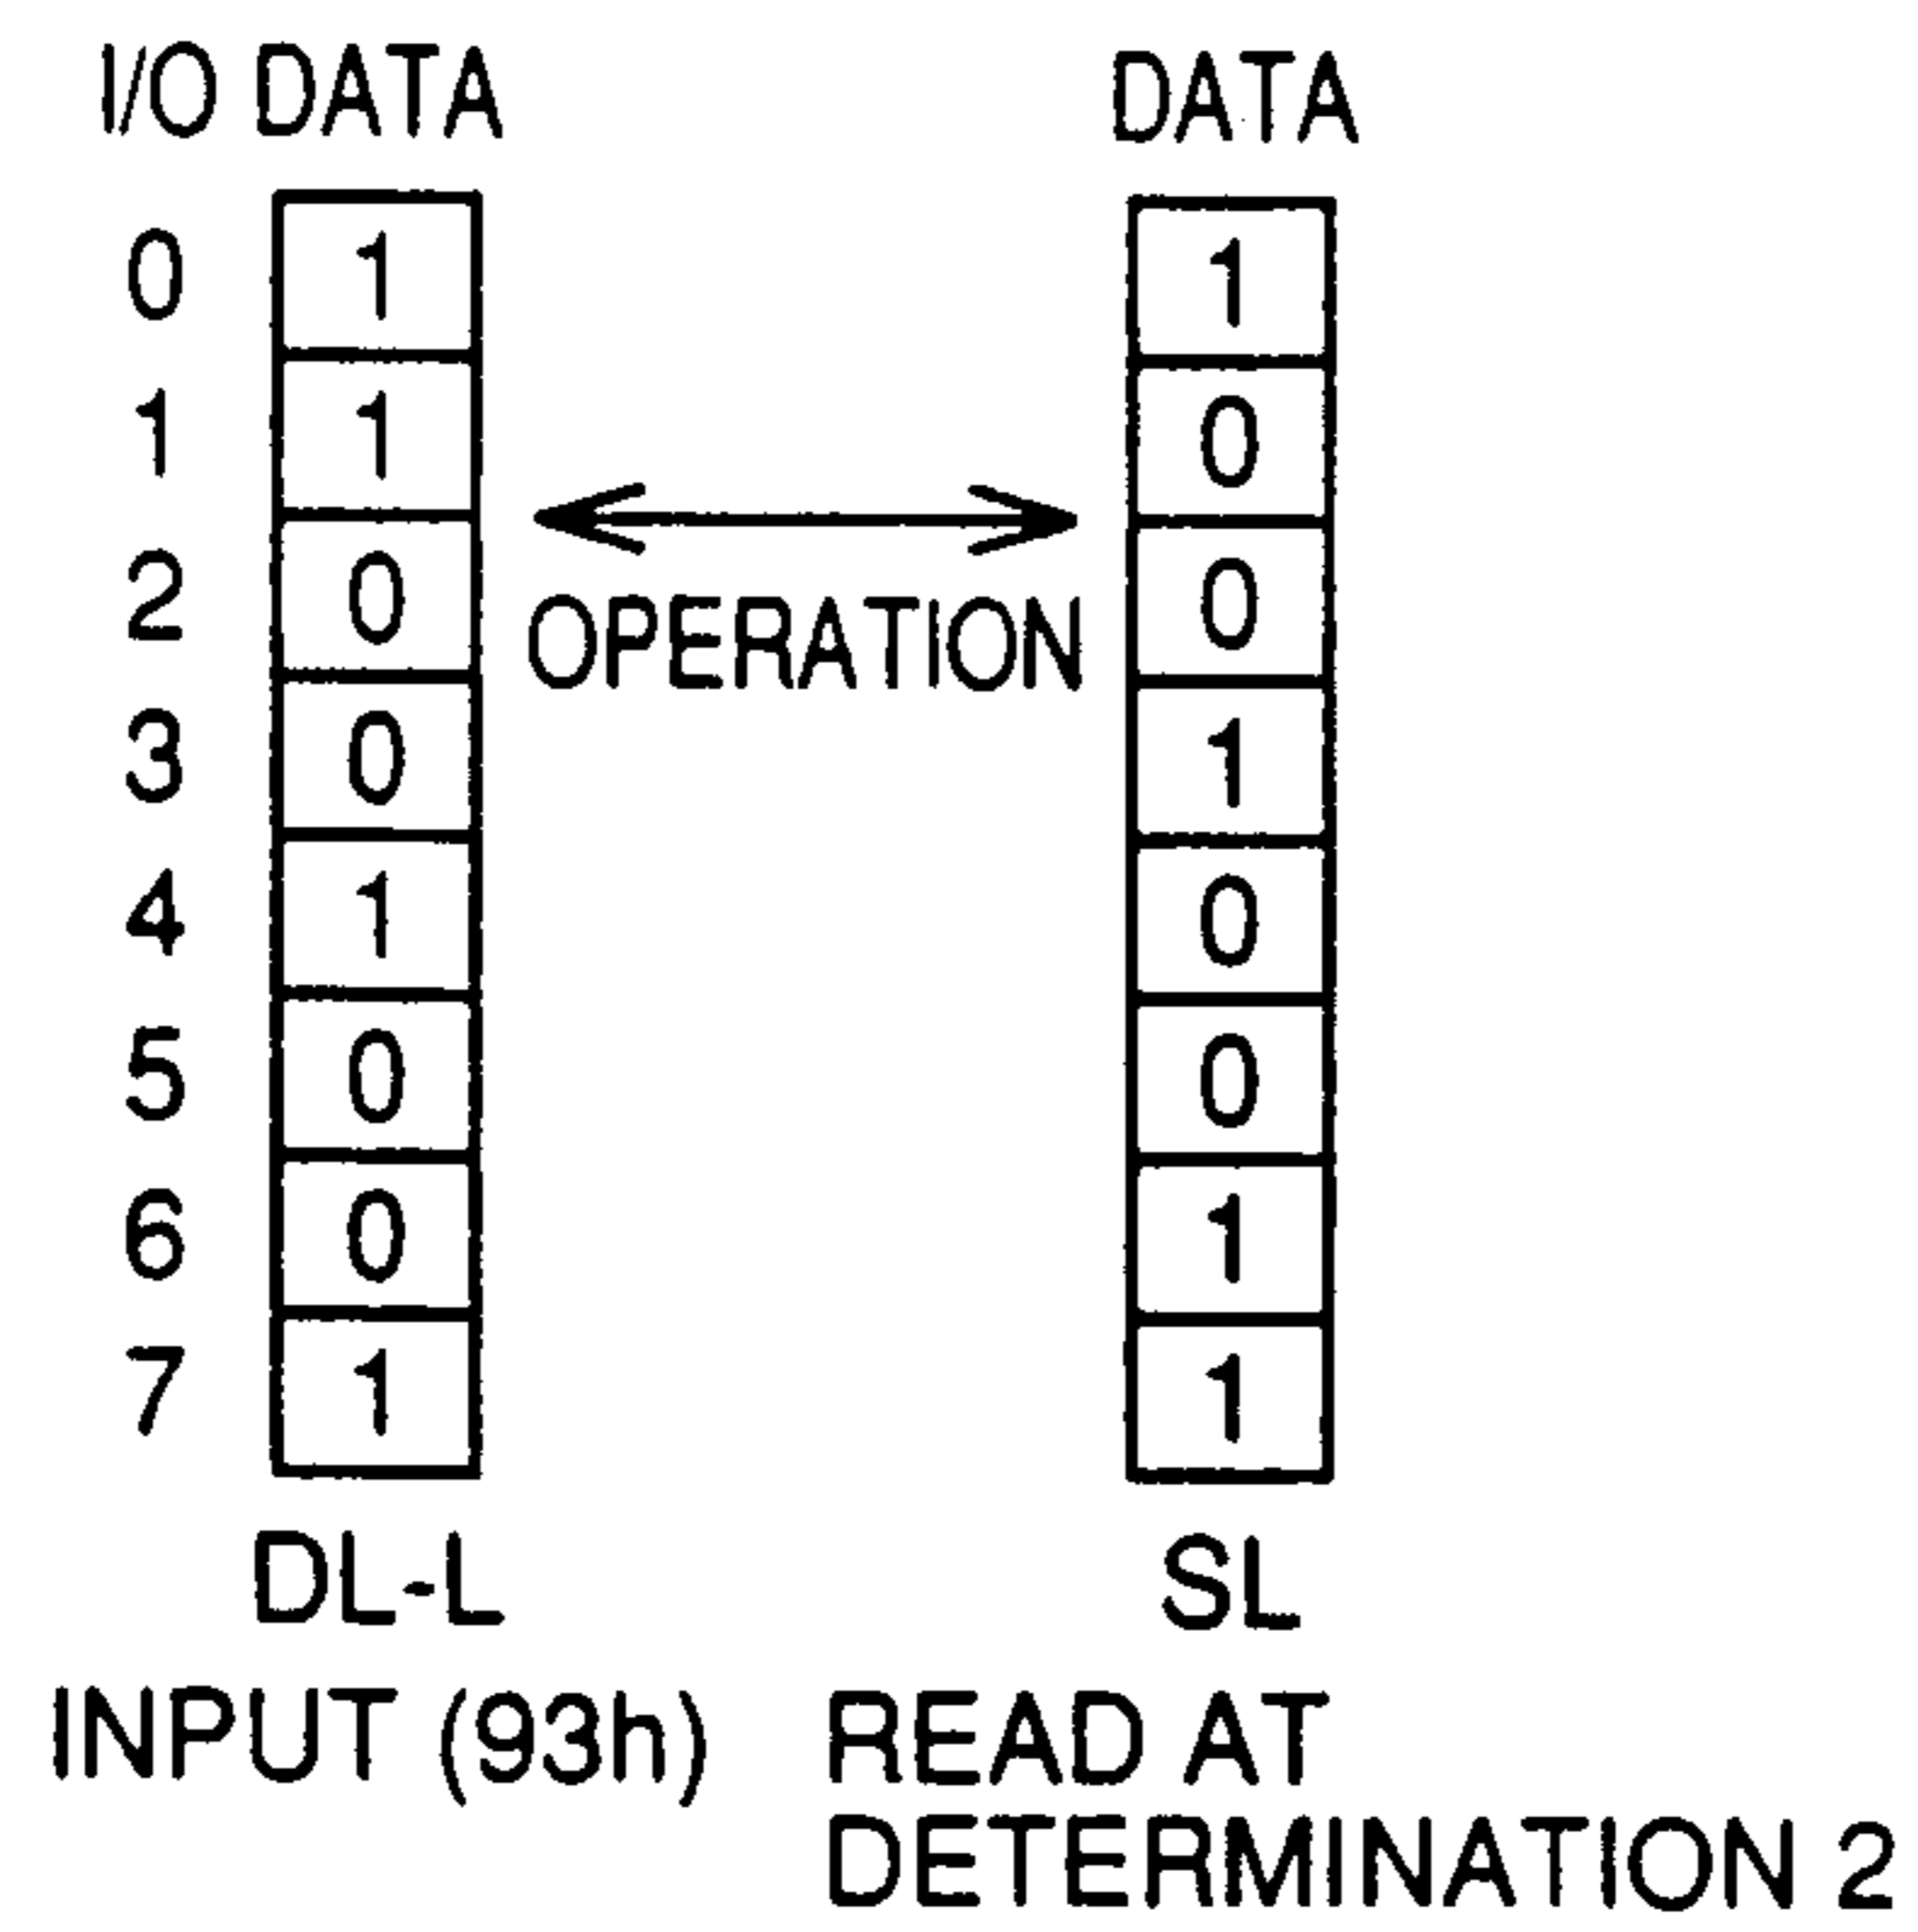 I/O DATA DATA
0 1 1
1 1 0
2 0 0
OPERATION
3 0 1
4 1 0
5 0 0
6 0 1
7 1 1
DL-L SL
INPUT (93h) READ AT
DETERMINATION 2